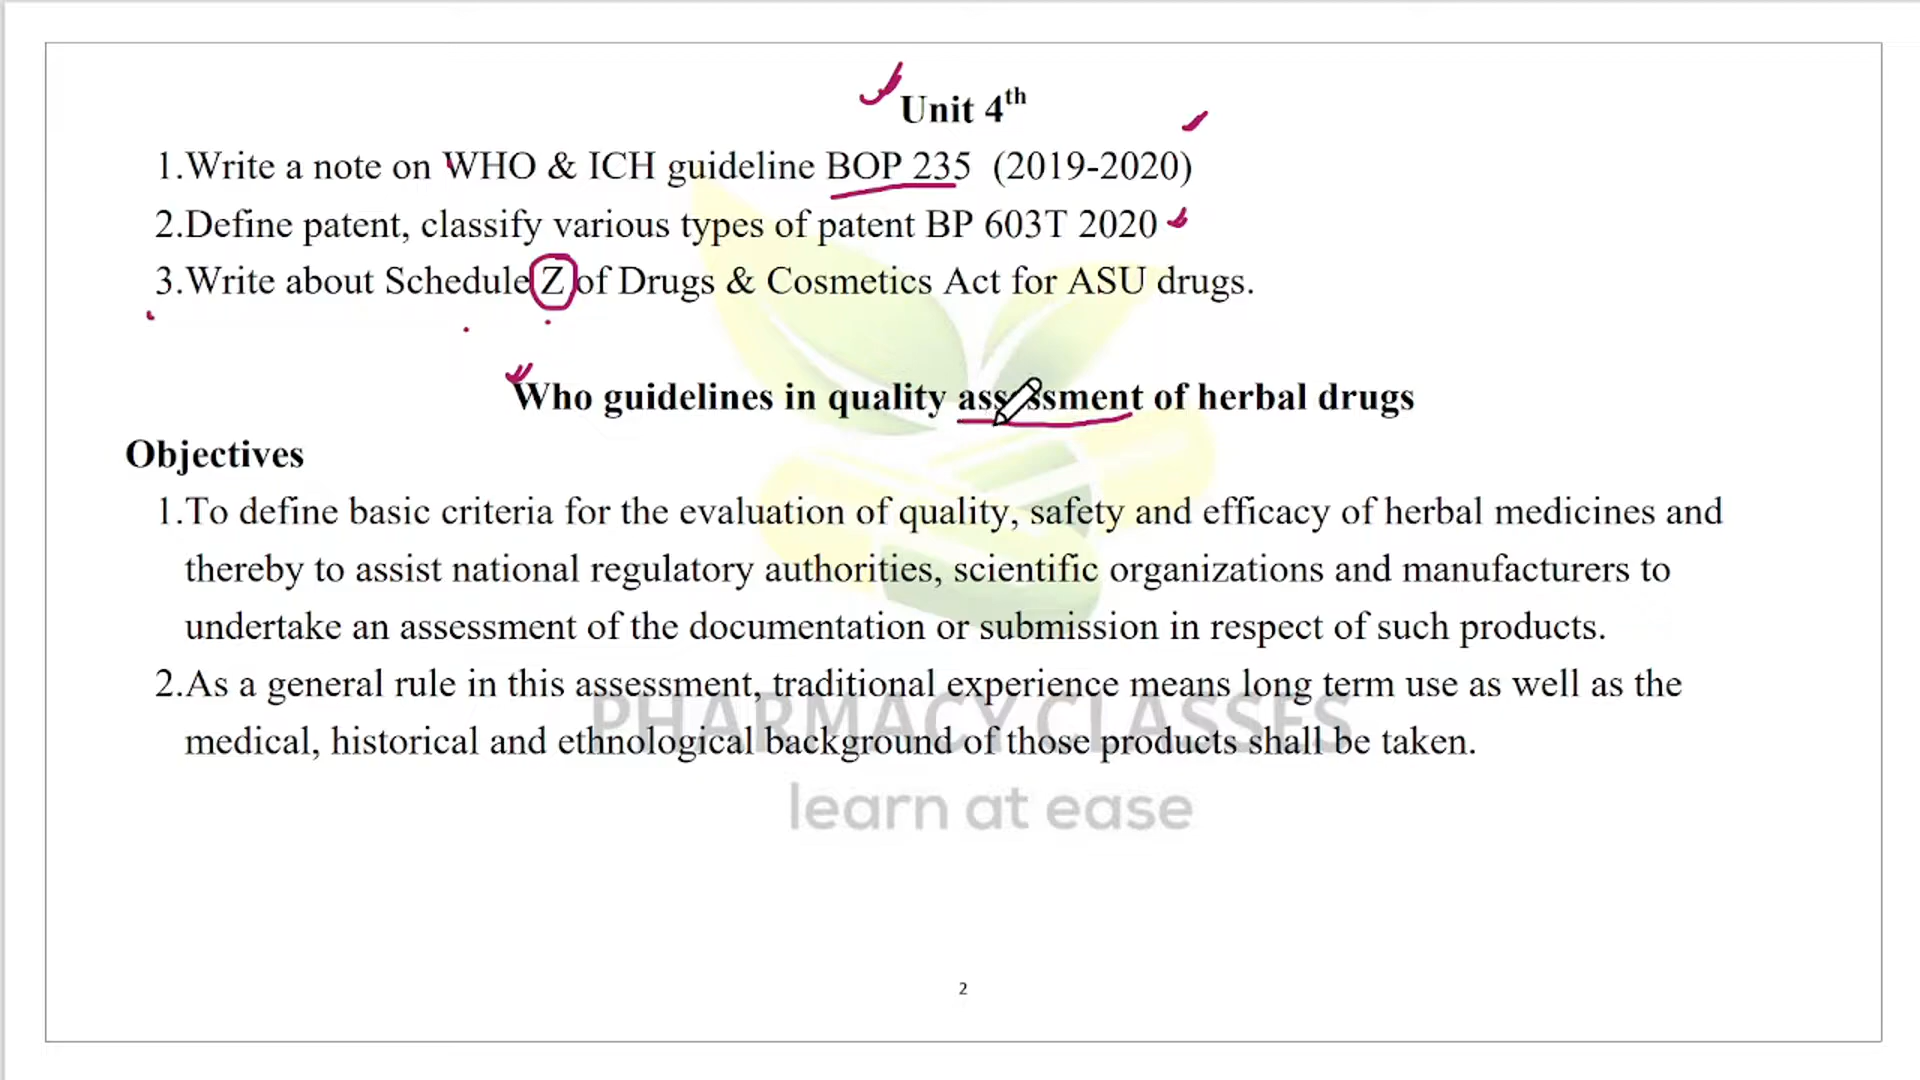 Unit 4th
1.Write a note on WHO & ICH guideline BOP 235 (2019-2020)
2.Define patent, classify various types of patent BP 603T 2020
3.Write about Schedule Z of Drugs & Cosmetics Act for ASU drugs.
Who guidelines in quality assessment of herbal drugs
Objectives
1.To define basic criteria for the evaluation of quality, safety and efficacy of herbal medicines and
thereby to assist national regulatory authorities, scientific organizations and manufacturers to
undertake an assessment of the documentation or submission in respect of such products.
2.As a general rule in this assessment, traditional experience means long term use as well as the
medical, historical and ethnological background of those products shall be taken.
PHARMACY CLASSES
learn at ease
2